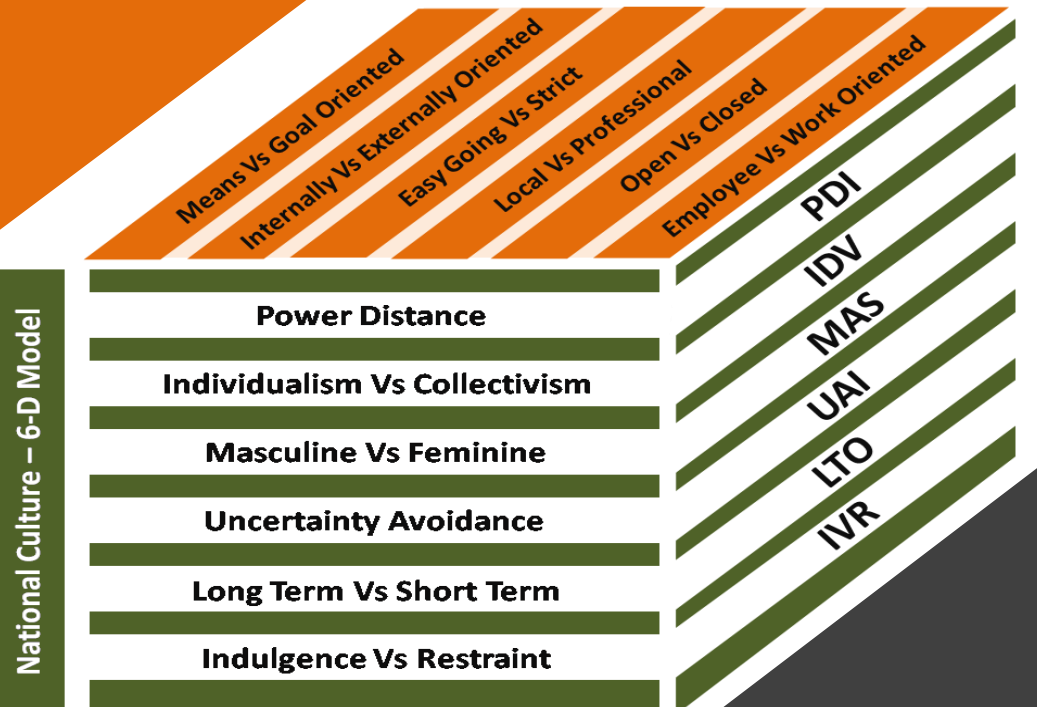 Means Vs Goal Oriented
Internally Vs Externally Oriented
Easy Going Vs Strict
Local Vs Professional
Open Vs Closed
Employee Vs Work Oriented
National Culture – 6-D Model
Power Distance
Individualism Vs Collectivism
Masculine Vs Feminine
Uncertainty Avoidance
Long Term Vs Short Term
Indulgence Vs Restraint
PDI
IDV
MAS
UAI
LTO
IVR